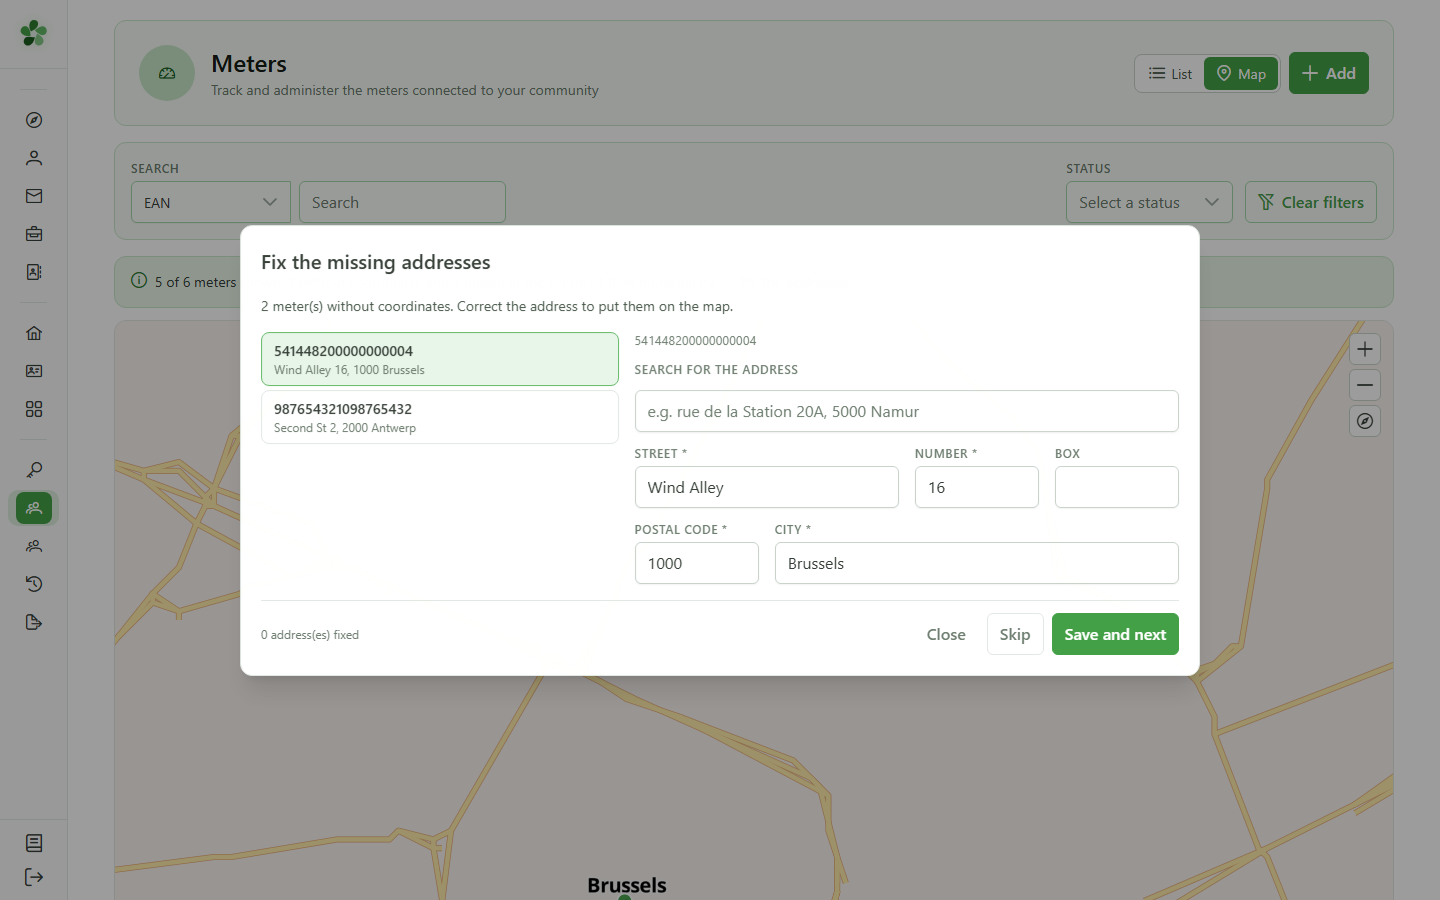 Meters
Track and administer the meters connected to your community
List
Map
Add
SEARCH
EAN
Search
STATUS
Select a status
Clear filters
5 of 6 meters
Fix the missing addresses
2 meter(s) without coordinates. Correct the address to put them on the map.
541448200000000004
Wind Alley 16, 1000 Brussels
987654321098765432
Second St 2, 2000 Antwerp
541448200000000004
SEARCH FOR THE ADDRESS
e.g. rue de la Station 20A, 5000 Namur
STREET *
NUMBER *
BOX
Wind Alley
16
POSTAL CODE *
CITY *
1000
Brussels
0 address(es) fixed
Close
Skip
Save and next
Brussels